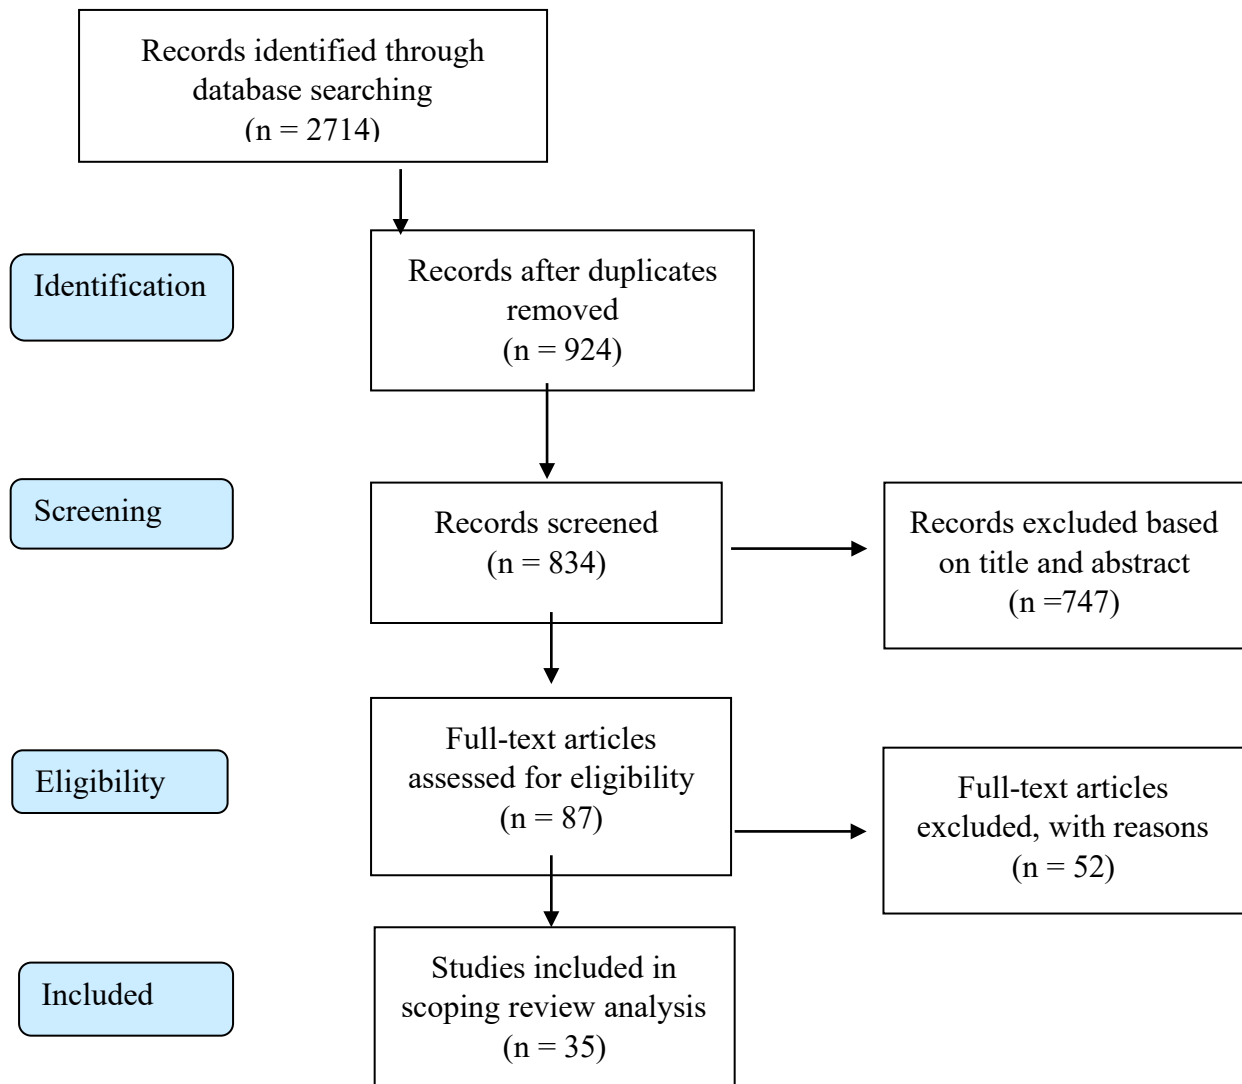 Records identified through
database searching
(n = 2714)
Identification
Records after duplicates
removed
(n = 924)
Screening
Records screened
(n = 834)
Records excluded based
on title and abstract
(n =747)
Eligibility
Full-text articles
assessed for eligibility
(n = 87)
Full-text articles
excluded, with reasons
(n = 52)
Included
Studies included in
scoping review analysis
(n = 35)